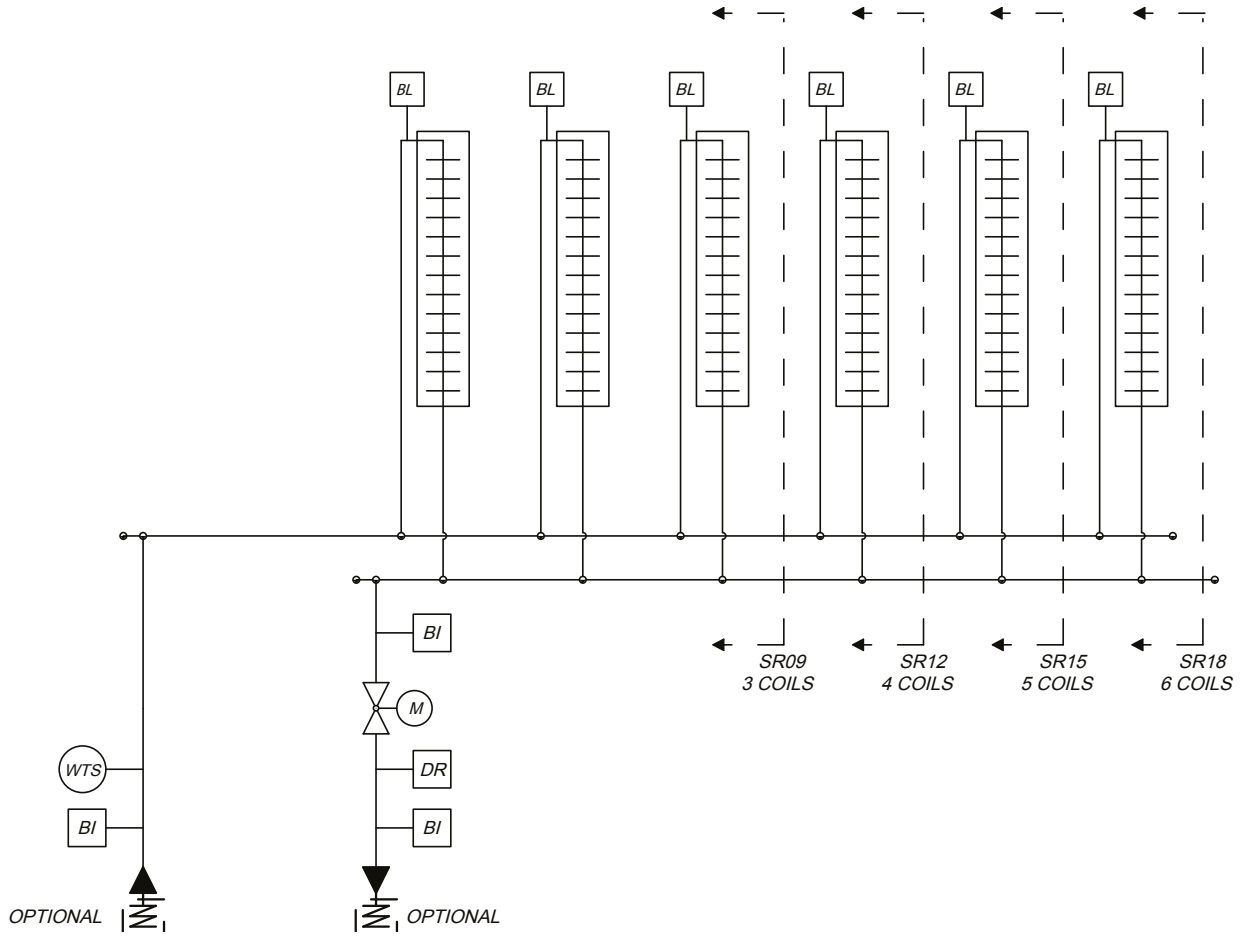 BL
BL
BL
BL
BL
BL
BI
SR09
3 COILS
SR12
4 COILS
SR15
5 COILS
SR18
6 COILS
M
WTS
DR
BI
BI
OPTIONAL
OPTIONAL